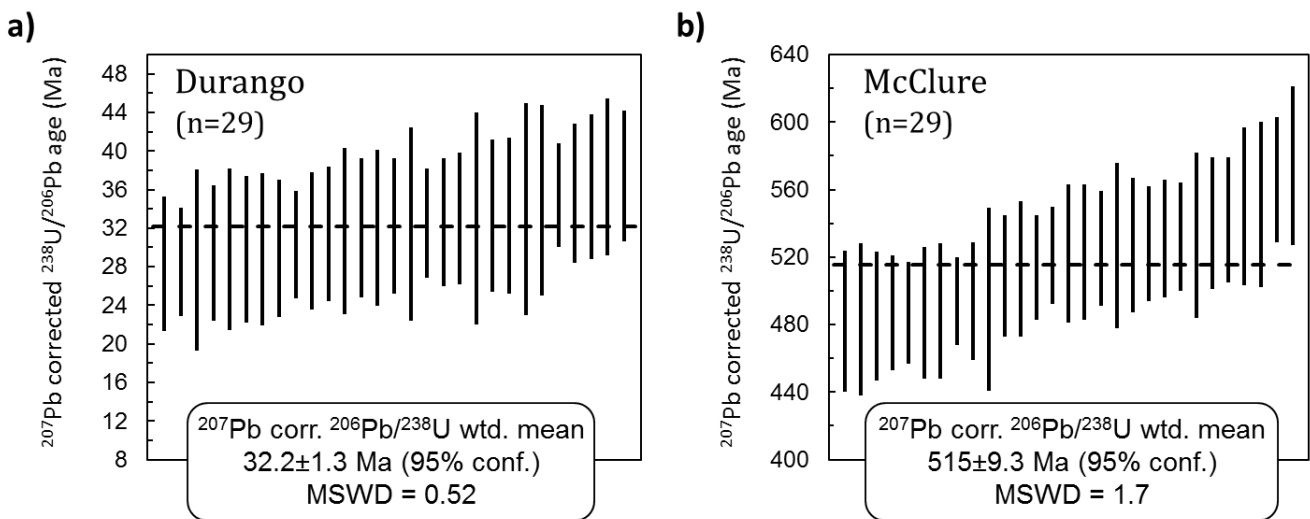 a)
²⁰⁷Pb corrected ²³⁸U/²⁰⁶Pb age (Ma)
48
44
40
36
32
28
24
20
16
12
8
Durango
(n=29)
²⁰⁷Pb corr. ²⁰⁶Pb/²³⁸U wtd. mean
32.2±1.3 Ma (95% conf.)
MSWD = 0.52
b)
²⁰⁷Pb corrected ²³⁸U/²⁰⁶Pb age (Ma)
640
600
560
520
480
440
400
McClure
(n=29)
²⁰⁷Pb corr. ²⁰⁶Pb/²³⁸U wtd. mean
515±9.3 Ma (95% conf.)
MSWD = 1.7